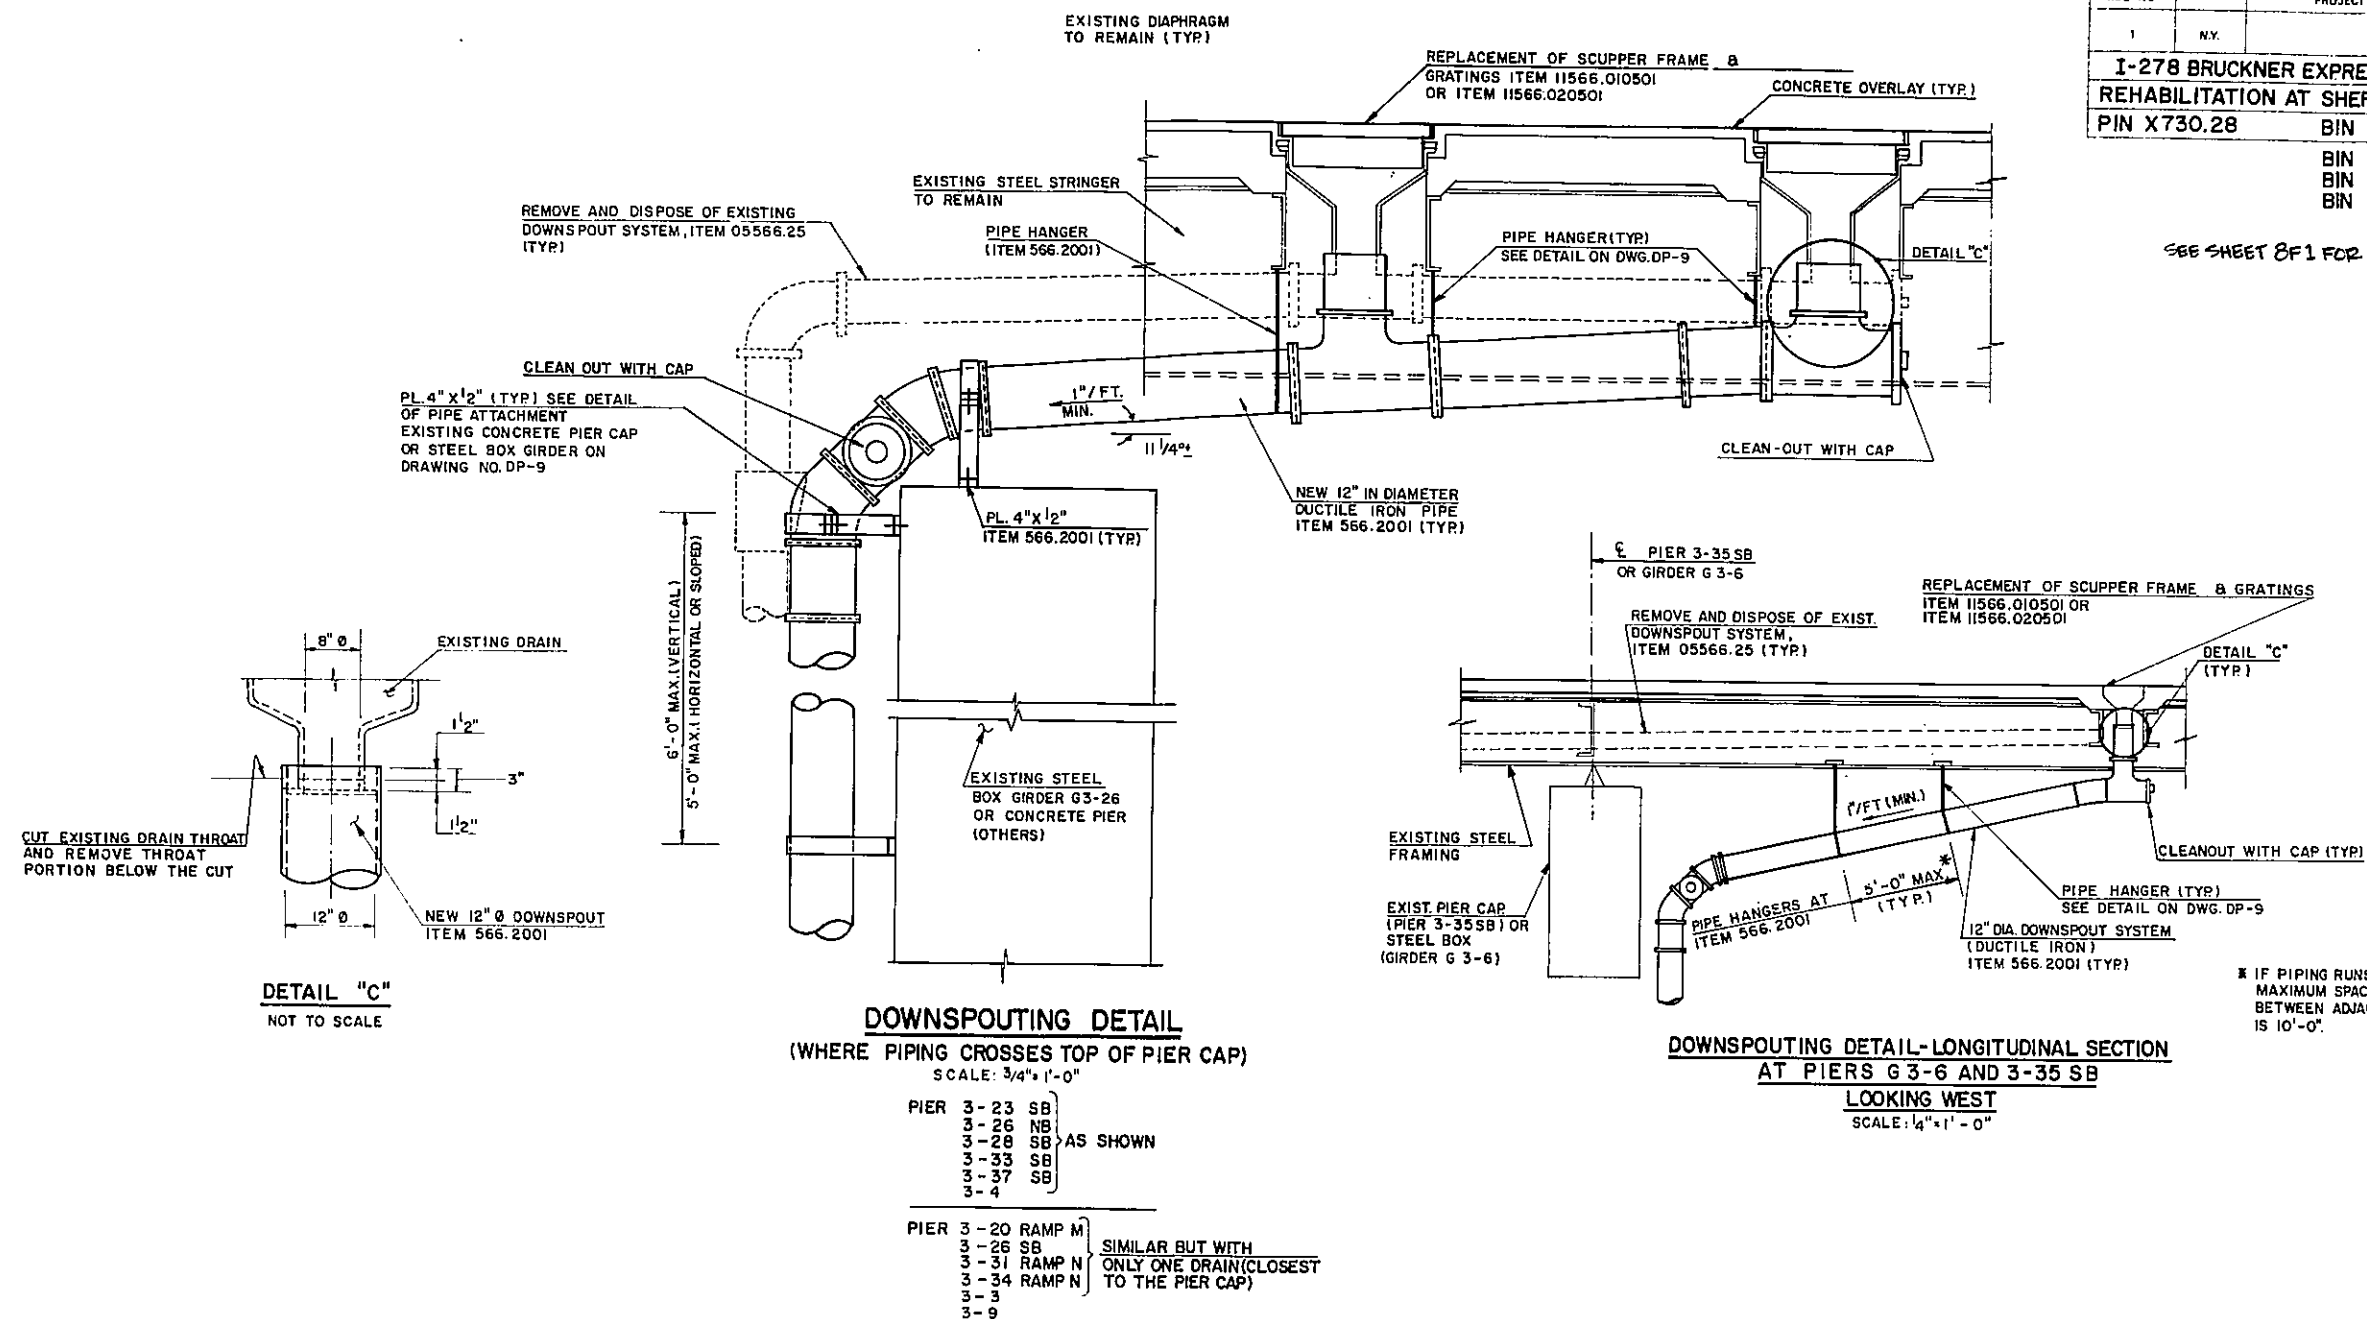 EXISTING DIAPHRAGM
TO REMAIN (TYP.)
REPLACEMENT OF SCUPPER FRAME &
GRATINGS ITEM 11566.010501
OR ITEM 11566.020501
CONCRETE OVERLAY (TYP.)
1
N.Y.
I-278 BRUCKNER EXPRE
REHABILITATION AT SHE
PIN X730.28 BIN
BIN
BIN
BIN
SEE SHEET 8F1 FOR
EXISTING STEEL STRINGER
TO REMAIN
REMOVE AND DISPOSE OF EXISTING
DOWNSPOUT SYSTEM, ITEM 05566.25
(TYP.)
PIPE HANGER
(ITEM 566.2001)
PIPE HANGER (TYP.)
SEE DETAIL ON DWG. DP-9
DETAIL "C"
CLEAN OUT WITH CAP
PL. 4" X 1/2" (TYP.) SEE DETAIL
OF PIPE ATTACHMENT
EXISTING CONCRETE PIER CAP
OR STEEL BOX GIRDER ON
DRAWING NO. DP-9
1"/FT.
MIN.
11 1/4°±
CLEAN-OUT WITH CAP
NEW 12" IN DIAMETER
DUCTILE IRON PIPE
ITEM 566.2001 (TYP.)
PL. 4" X 1/2"
ITEM 566.2001 (TYP.)
6'-0" MAX. (VERTICAL)
5'-0" MAX. (HORIZONTAL OR SLOPED)
EXISTING STEEL
BOX GIRDER G3-26
OR CONCRETE PIER
(OTHERS)
8" Ø
EXISTING DRAIN
1 1/2"
3"
1 1/2"
CUT EXISTING DRAIN THROAT
AND REMOVE THROAT
PORTION BELOW THE CUT
12" Ø
NEW 12" Ø DOWNSPOUT
ITEM 566.2001
DETAIL "C"
NOT TO SCALE
DOWNSPOUTING DETAIL
(WHERE PIPING CROSSES TOP OF PIER CAP)
SCALE: 3/4" = 1'-0"
PIER 3-23 SB
3-26 NB
3-28 SB AS SHOWN
3-33 SB
3-37 SB
3-4
PIER 3-20 RAMP M
3-26 SB SIMILAR BUT WITH
3-31 RAMP N ONLY ONE DRAIN (CLOSEST
3-34 RAMP N TO THE PIER CAP)
3-3
3-9
℄ PIER 3-35 SB
OR GIRDER G 3-6
REMOVE AND DISPOSE OF EXIST.
DOWNSPOUT SYSTEM,
ITEM 05566.25 (TYP.)
REPLACEMENT OF SCUPPER FRAME & GRATINGS
ITEM 11566.010501 OR
ITEM 11566.020501
DETAIL "C"
(TYP.)
EXISTING STEEL
FRAMING
1"/FT (MIN.)
CLEANOUT WITH CAP (TYP.)
EXIST. PIER CAP
(PIER 3-35SB) OR
STEEL BOX
(GIRDER G 3-6)
PIPE HANGERS AT
ITEM 566.2001
5'-0" MAX. *
(TYP.)
PIPE HANGER (TYP.)
SEE DETAIL ON DWG. DP-9
12" DIA. DOWNSPOUT SYSTEM
(DUCTILE IRON)
ITEM 566.2001 (TYP.)
* IF PIPING RUNS
MAXIMUM SPAC
BETWEEN ADJA
IS 10'-0".
DOWNSPOUTING DETAIL-LONGITUDINAL SECTION
AT PIERS G 3-6 AND 3-35 SB
LOOKING WEST
SCALE: 1/4" = 1'-0"